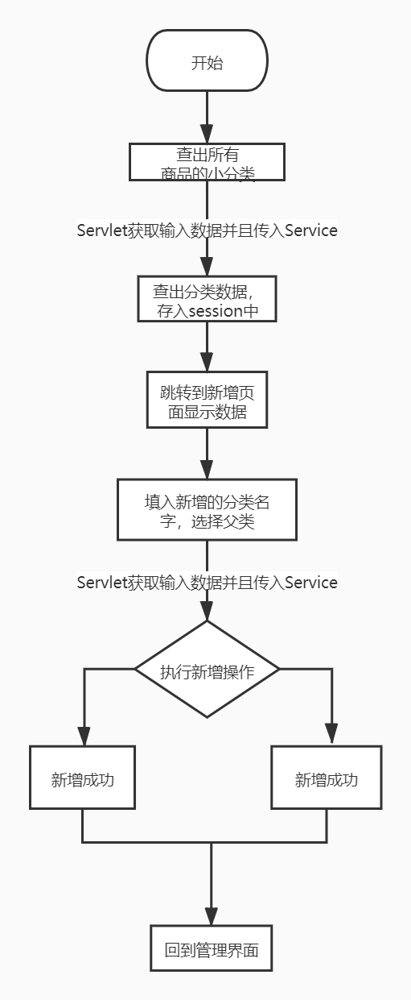 开始
查出所有
商品的小分类
Servlet获取输入数据并且传入Service
查出分类数据，
存入session中
跳转到新增页
面显示数据
填入新增的分类名
字，选择父类
Servlet获取输入数据并且传入Service
执行新增操作
新增成功
新增成功
回到管理界面